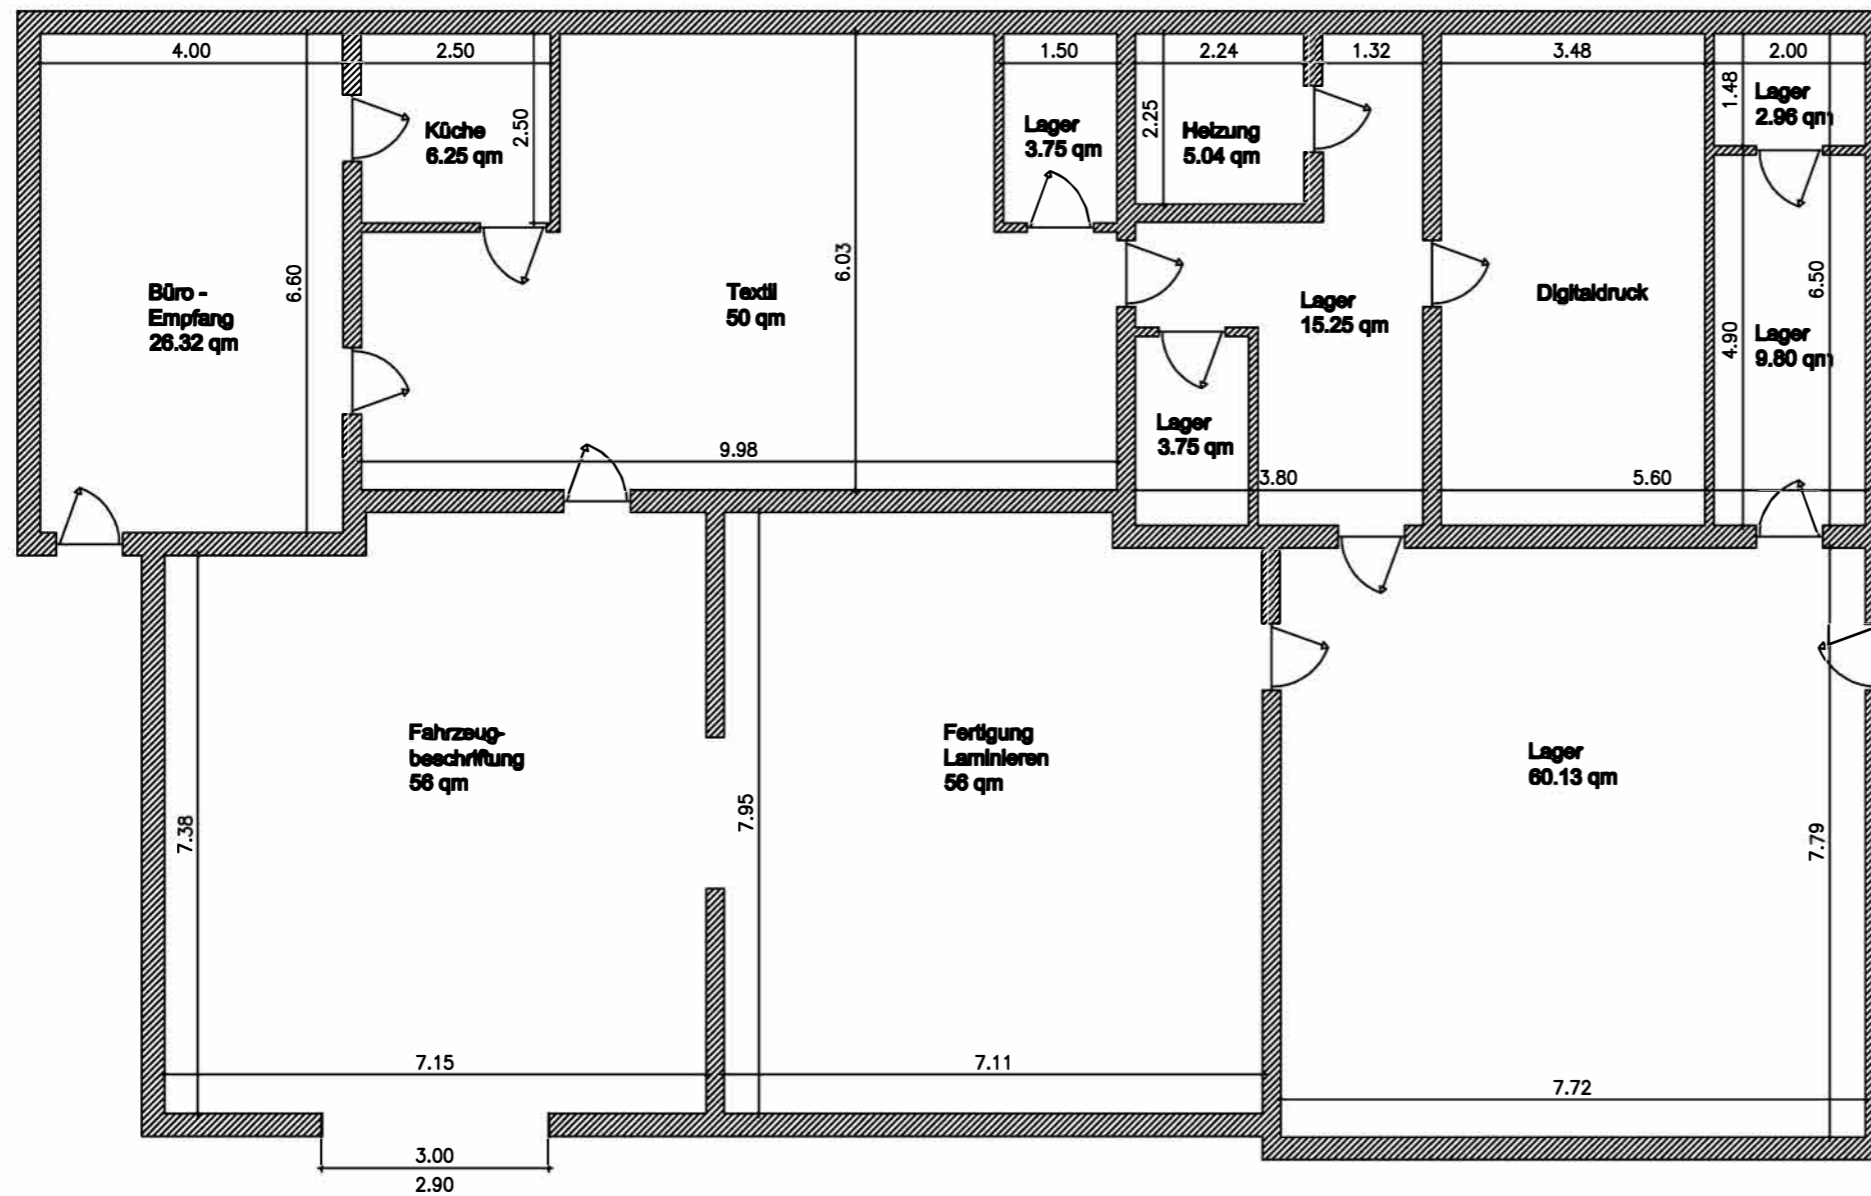 4.00
2.50
1.50
2.24
1.32
3.48
2.00
Küche
6.25 qm
2.50
Lager
3.75 qm
2.25
Heizung
5.04 qm
1.48
Lager
2.96 qm
Büro -
Empfang
26.32 qm
6.60
Textil
50 qm
6.03
Lager
15.25 qm
Digitaldruck
6.50
4.90
Lager
9.80 qm
Lager
3.75 qm
9.98
3.80
5.60
Fahrzeug-
beschriftung
56 qm
Fertigung
Laminieren
56 qm
Lager
60.13 qm
7.38
7.95
7.79
7.15
7.11
7.72
3.00
2.90